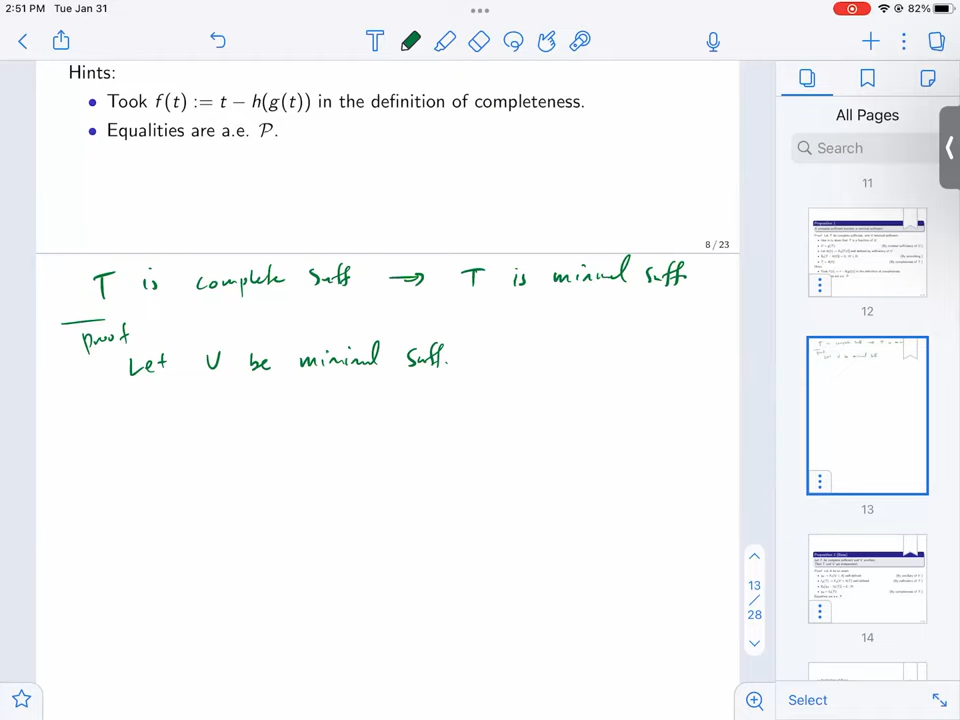 2:51 PM Tue Jan 31
82%
Hints:
Took f(t) := t − h(g(t)) in the definition of completeness.
Equalities are a.e. 𝒫.
8 / 23
T is complete suff → T is minimal suff
proof
Let U be minimal suff.
All Pages
Search
11
12
13
14
13
/
28
Select